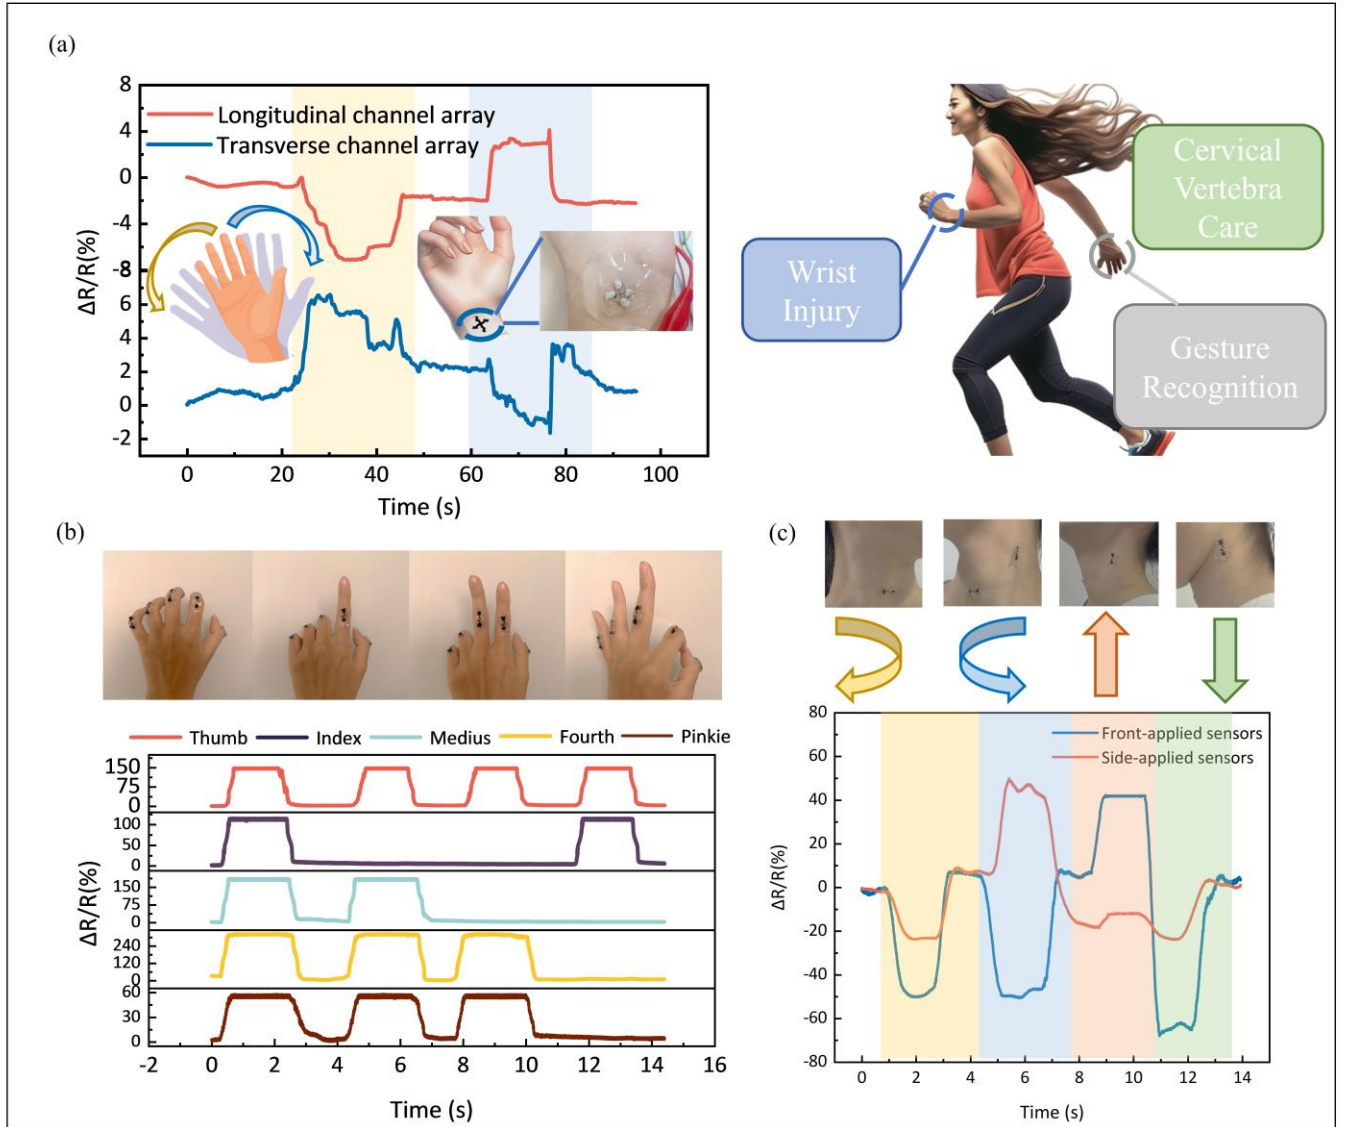 (a)
8
4
0
-4
-8
6
4
2
0
-2
ΔR/R(%)
Longitudinal channel array
Transverse channel array
0 20 40 60 80 100
Time (s)
Cervical
Vertebra
Care
Wrist
Injury
Gesture
Recognition
(b)
Thumb Index Medius Fourth Pinkie
150
75
0
100
50
0
150
75
0
240
120
0
60
30
0
ΔR/R(%)
-2 0 2 4 6 8 10 12 14 16
Time (s)
(c)
80
60
40
20
0
-20
-40
-60
-80
ΔR/R(%)
Front-applied sensors
Side-applied sensors
0 2 4 6 8 10 12 14
Time (s)